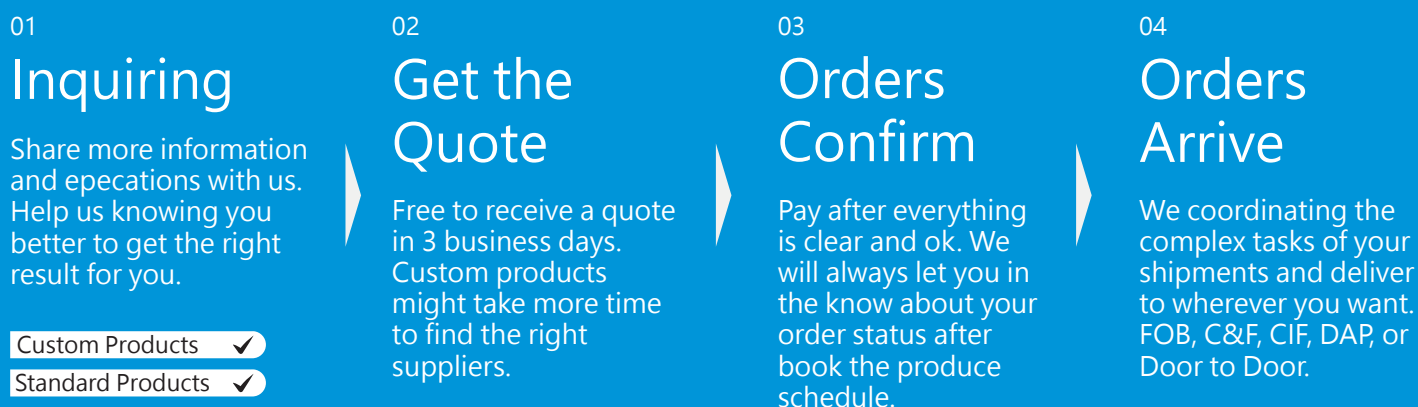 01
Inquiring
Share more information
and epecations with us.
Help us knowing you
better to get the right
result for you.
Custom Products
Standard Products
02
Get the
Quote
Free to receive a quote
in 3 business days.
Custom products
might take more time
to find the right
suppliers.
03
Orders
Confirm
Pay after everything
is clear and ok. We
will always let you in
the know about your
order status after
book the produce
schedule.
04
Orders
Arrive
We coordinating the
complex tasks of your
shipments and deliver
to wherever you want.
FOB, C&F, CIF, DAP, or
Door to Door.